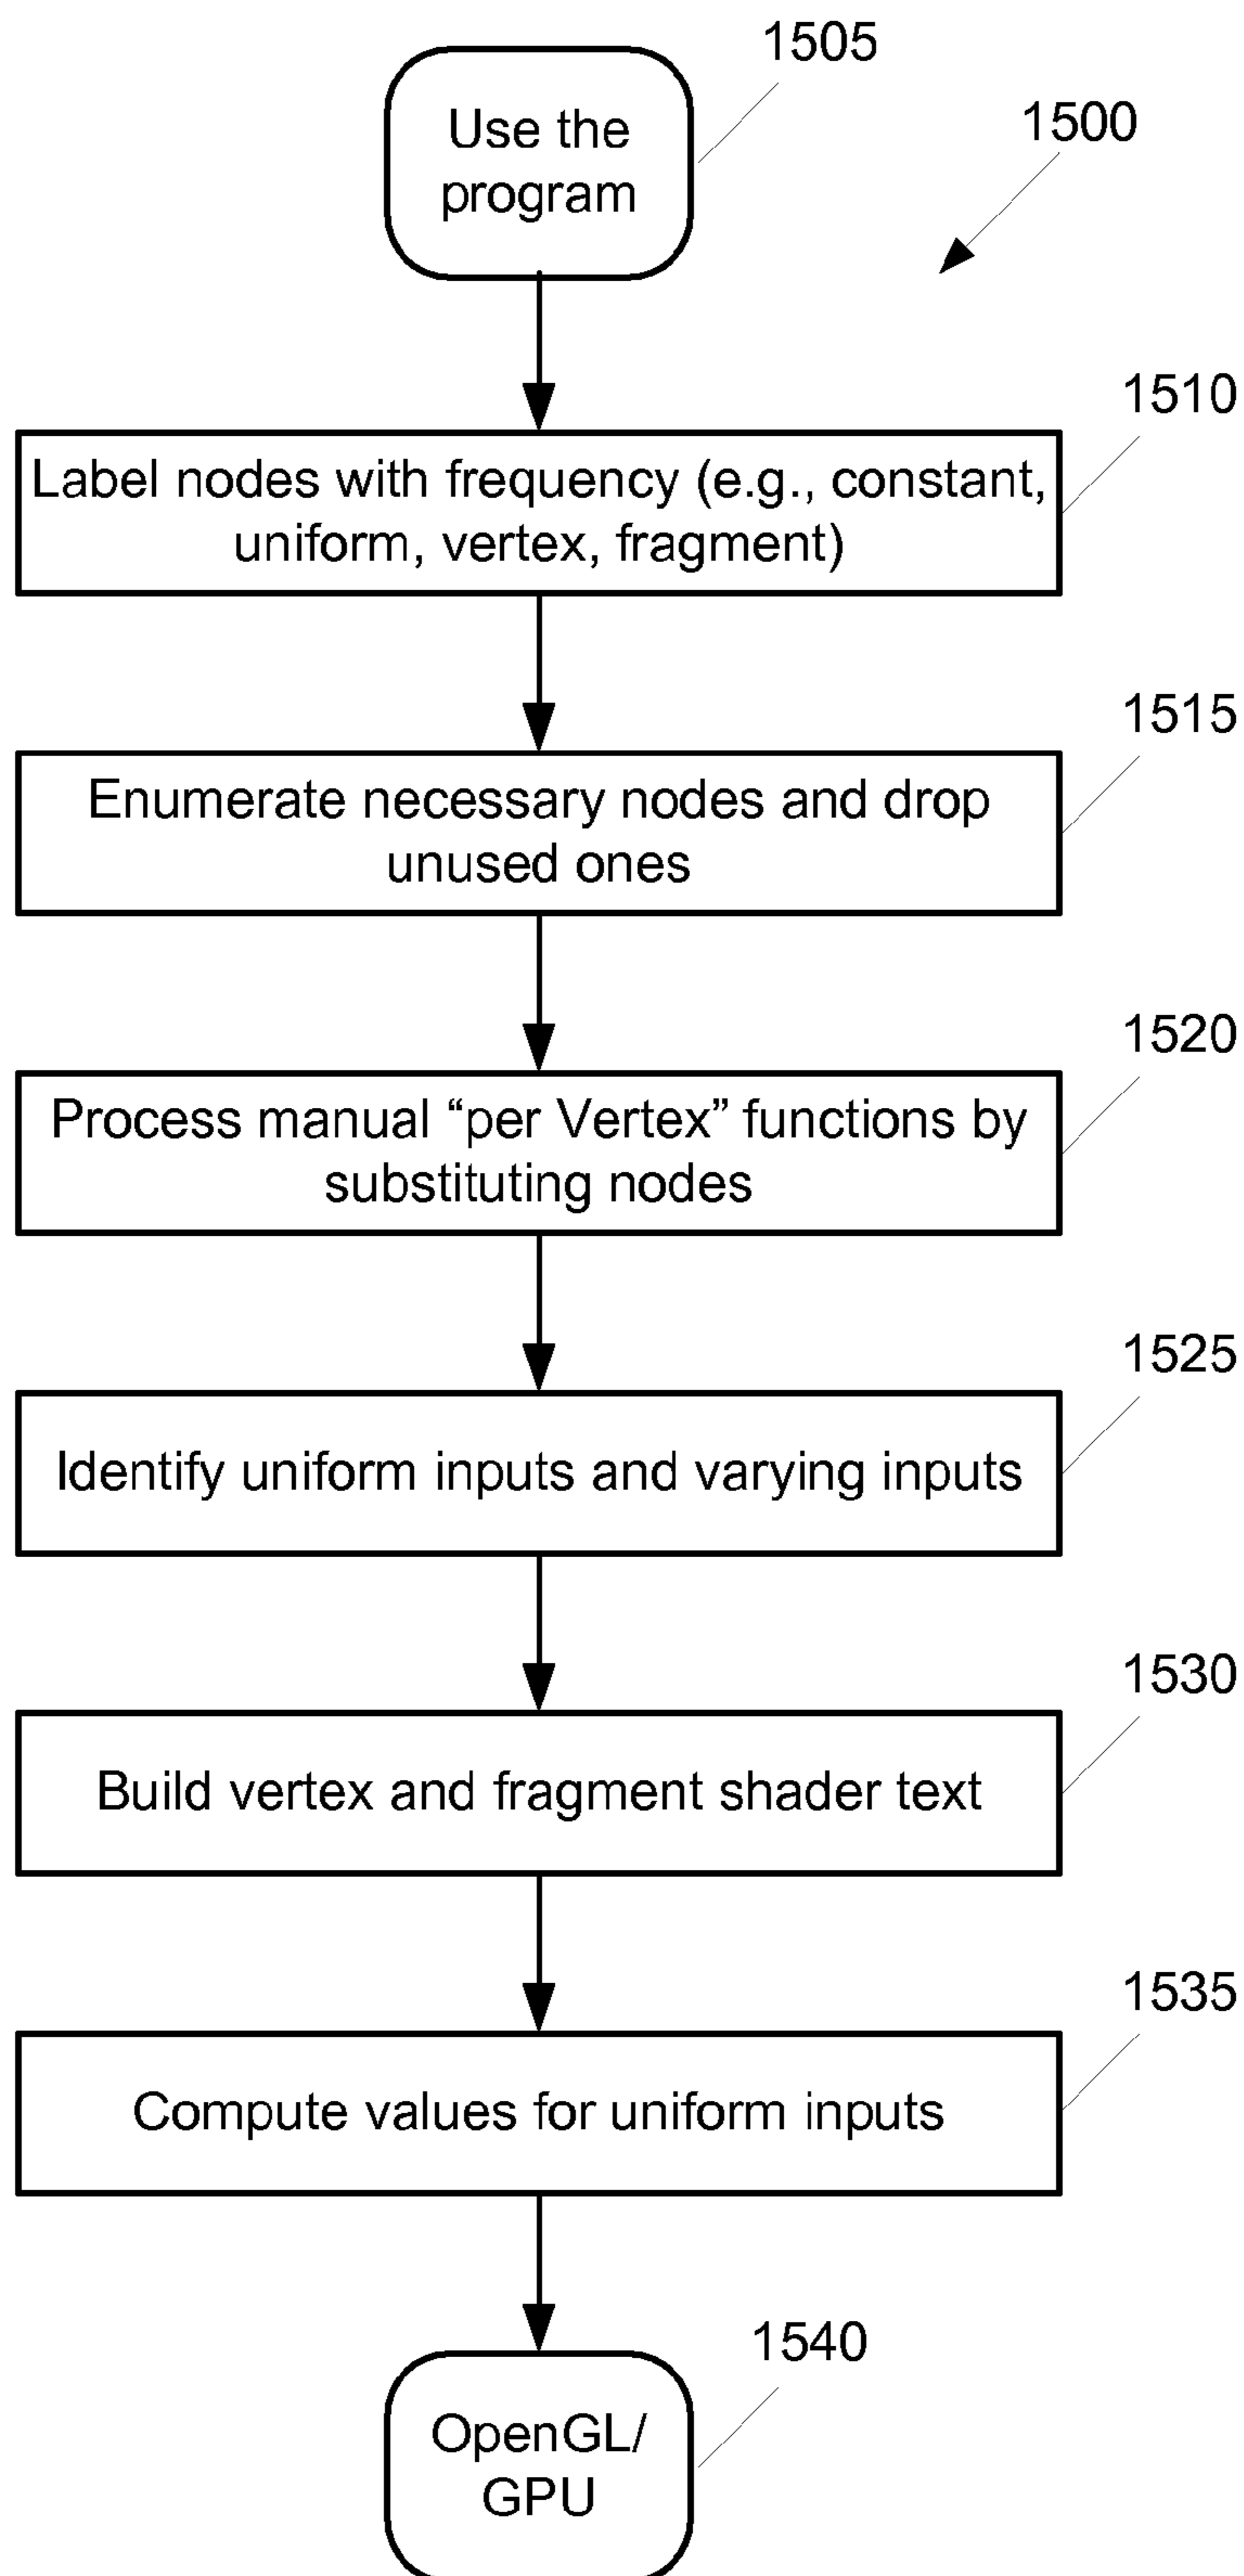 1505
Use the
program
1500
1510
Label nodes with frequency (e.g., constant,
uniform, vertex, fragment)
1515
Enumerate necessary nodes and drop
unused ones
1520
Process manual “per Vertex” functions by
substituting nodes
1525
Identify uniform inputs and varying inputs
1530
Build vertex and fragment shader text
1535
Compute values for uniform inputs
1540
OpenGL/
GPU